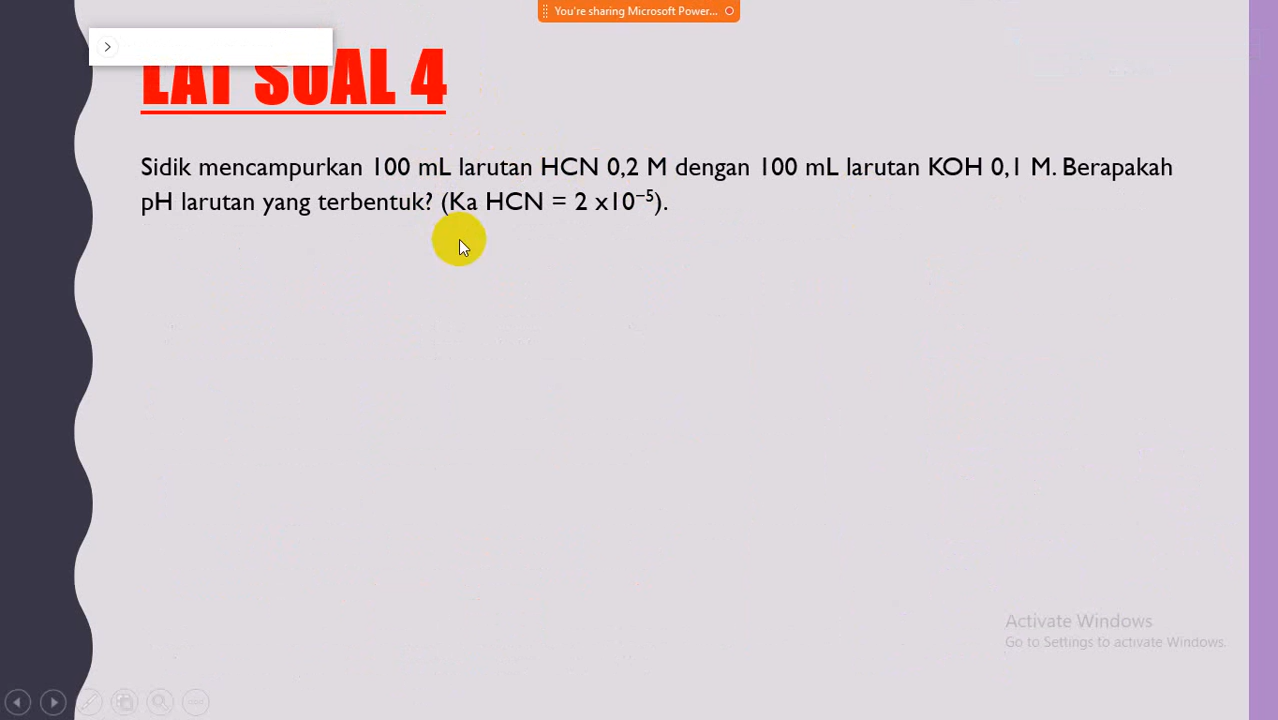 You're sharing Microsoft Power...
LAT SOAL 4
Sidik mencampurkan 100 mL larutan HCN 0,2 M dengan 100 mL larutan KOH 0,1 M. Berapakah
pH larutan yang terbentuk? (Ka HCN = 2 x10⁻⁵).
Activate Windows
Go to Settings to activate Windows.